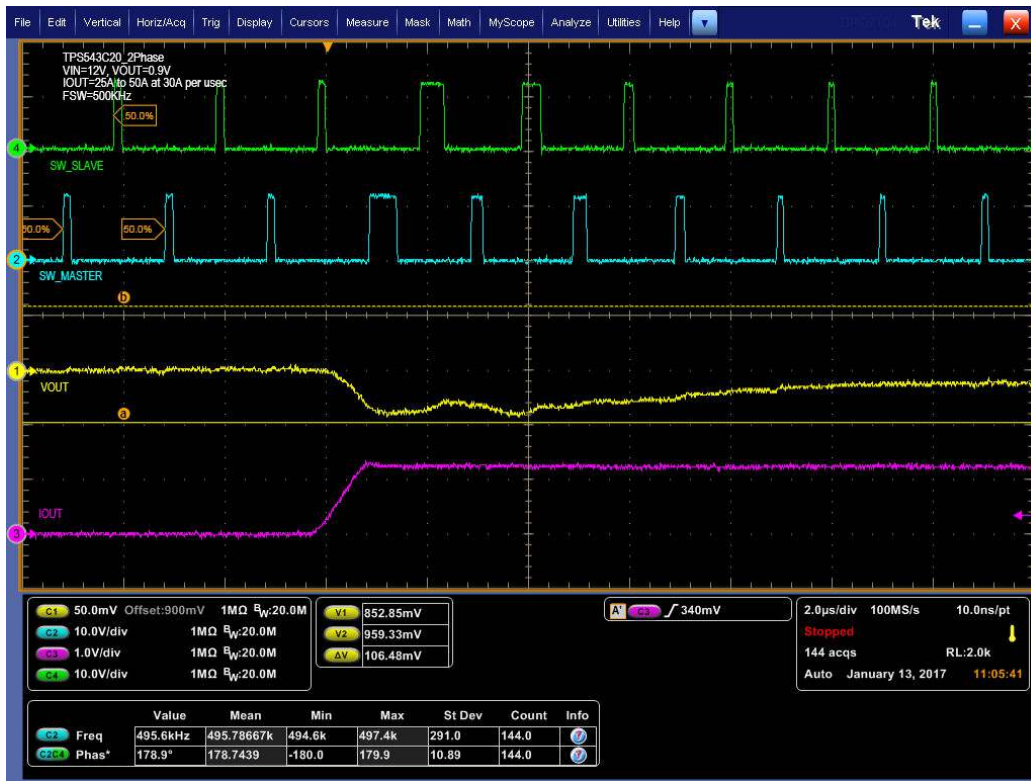 File Edit Vertical Horiz/Acq Trig Display Cursors Measure Mask Math MyScope Analyze Utilities Help Tek X
TPS543C20_2Phase
VIN=12V, VOUT=0.9V
IOUT=25A to 50A at 30A per usec
FSW=500KHz
50.0%
4
SW_SLAVE
50.0%
50.0%
2
SW_MASTER
b
1
VOUT
a
IOUT
3
C1 50.0mV Offset:900mV 1MΩ BW:20.0M
C2 10.0V/div 1MΩ BW:20.0M
C3 1.0V/div 1MΩ BW:20.0M
C4 10.0V/div 1MΩ BW:20.0M
V1 852.85mV
V2 959.33mV
ΔV 106.48mV
A' C3 340mV
2.0µs/div 100MS/s 10.0ns/pt
Stopped
144 acqs RL:2.0k
Auto January 13, 2017 11:05:41
Value Mean Min Max St Dev Count Info
C2 Freq 495.6kHz 495.78667k 494.6k 497.4k 291.0 144.0
C2C4 Phas* 178.9° 178.7439 -180.0 179.9 10.89 144.0